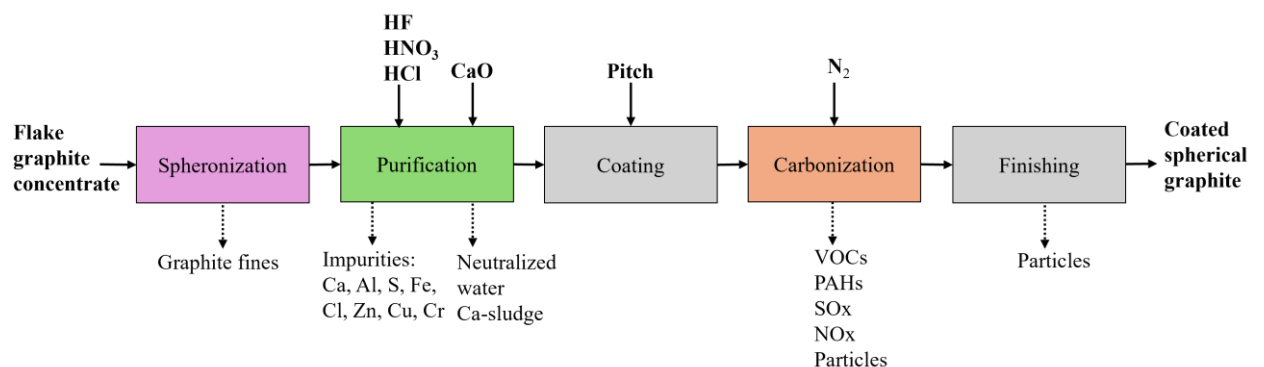 HF
HNO₃
HCl
CaO
Pitch
N₂
Flake
graphite
concentrate
Spheronization
Purification
Coating
Carbonization
Finishing
Coated
spherical
graphite
Graphite fines
Impurities:
Ca, Al, S, Fe,
Cl, Zn, Cu, Cr
Neutralized
water
Ca-sludge
VOCs
PAHs
SOx
NOx
Particles
Particles